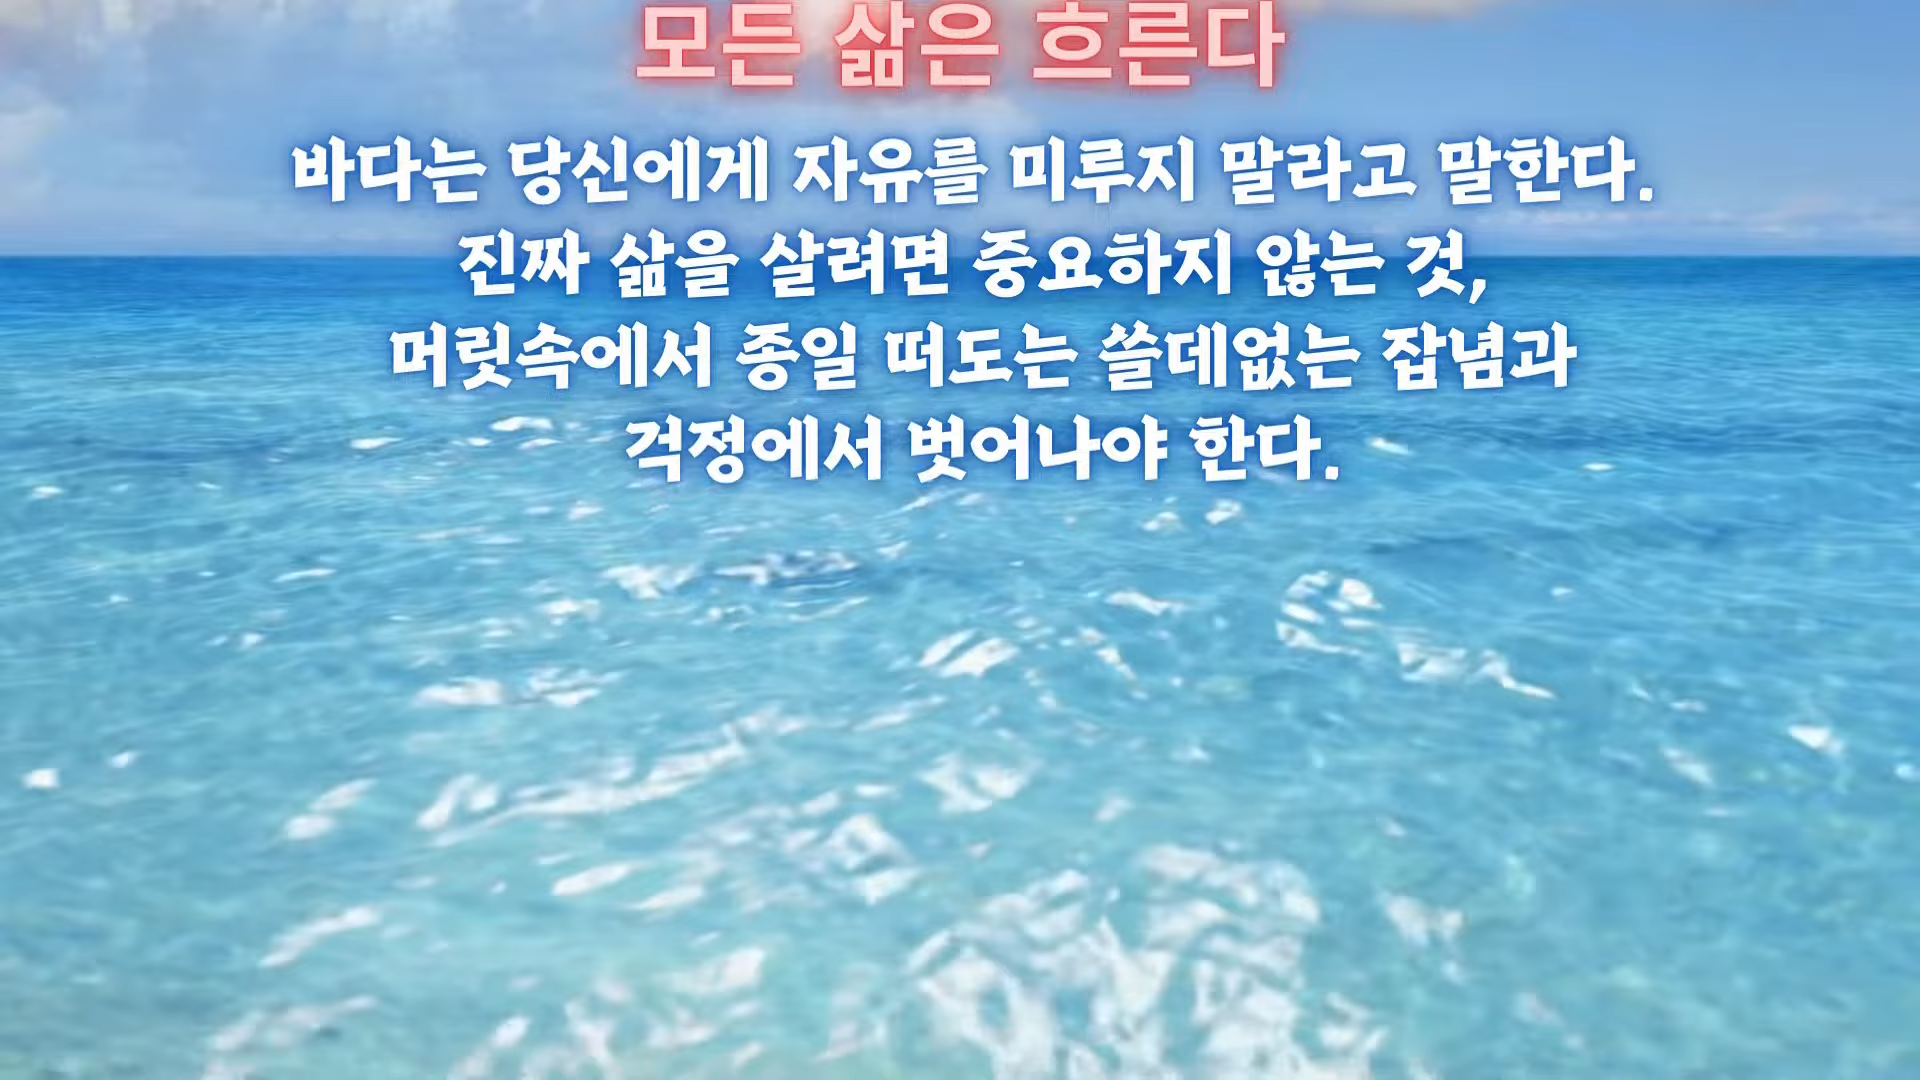 모든 삶은 흐른다
바다는 당신에게 자유를 미루지 말라고 말한다.
진짜 삶을 살려면 중요하지 않는 것,
머릿속에서 종일 떠도는 쓸데없는 잡념과
걱정에서 벗어나야 한다.